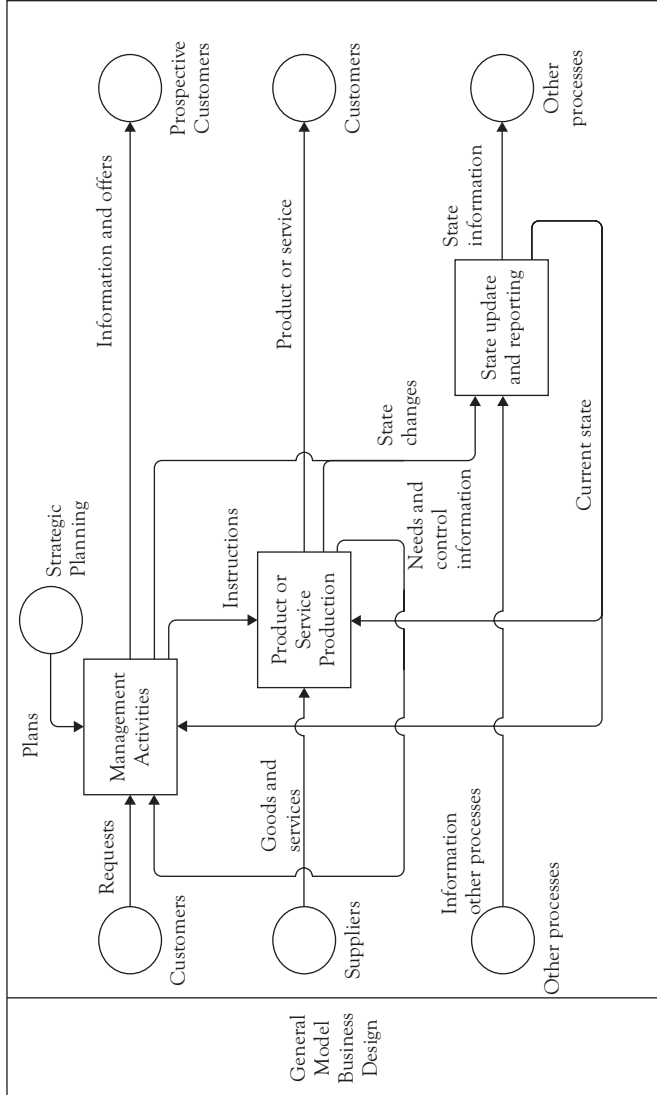 General
Model
Business
Design
Customers
Requests
Plans
Strategic
Planning
Management
Activities
Information and offers
Prospective
Customers
Suppliers
Goods and
services
Instructions
Product or
Service
Production
Product or service
Customers
State
changes
Needs and
control
information
Other processes
Information
other processes
State update
and reporting
State
information
Other
processes
Current state